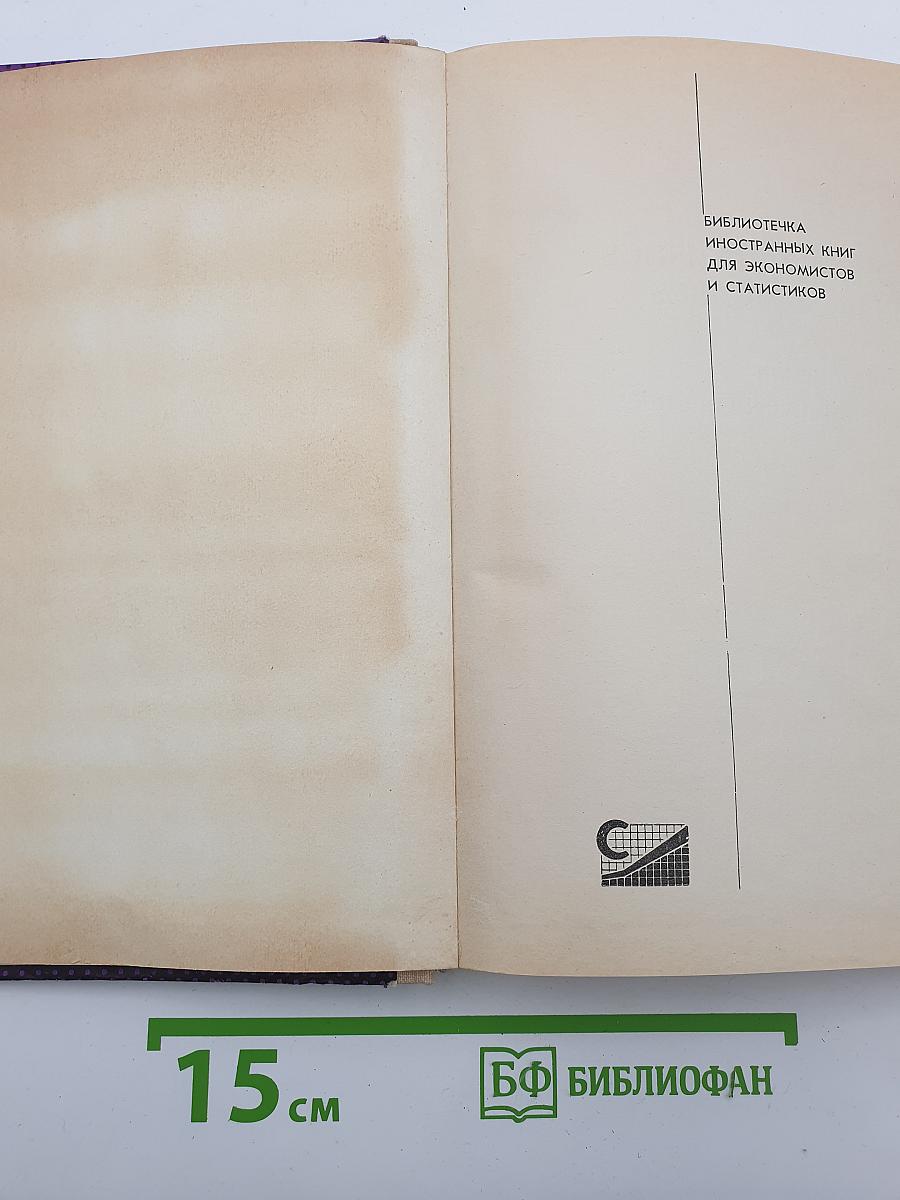 БИБЛИОТЕЧКА
ИНОСТРАННЫХ КНИГ
ДЛЯ ЭКОНОМИСТОВ
И СТАТИСТИКОВ
С
15 см
БФ БИБЛИОФАН